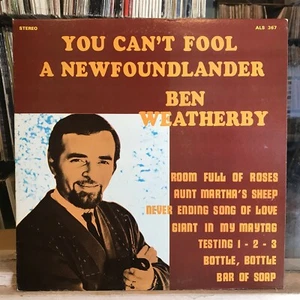 STEREO
ALS 367
YOU CAN'T FOOL
A NEWFOUNDLANDER
BEN
WEATHERBY
ROOM FULL OF ROSES
AUNT MARTHA'S SHEEP
NEVER ENDING SONG OF LOVE
GIANT IN MY MAYTAG
TESTING 1 - 2 - 3
BOTTLE, BOTTLE
BAR OF SOAP